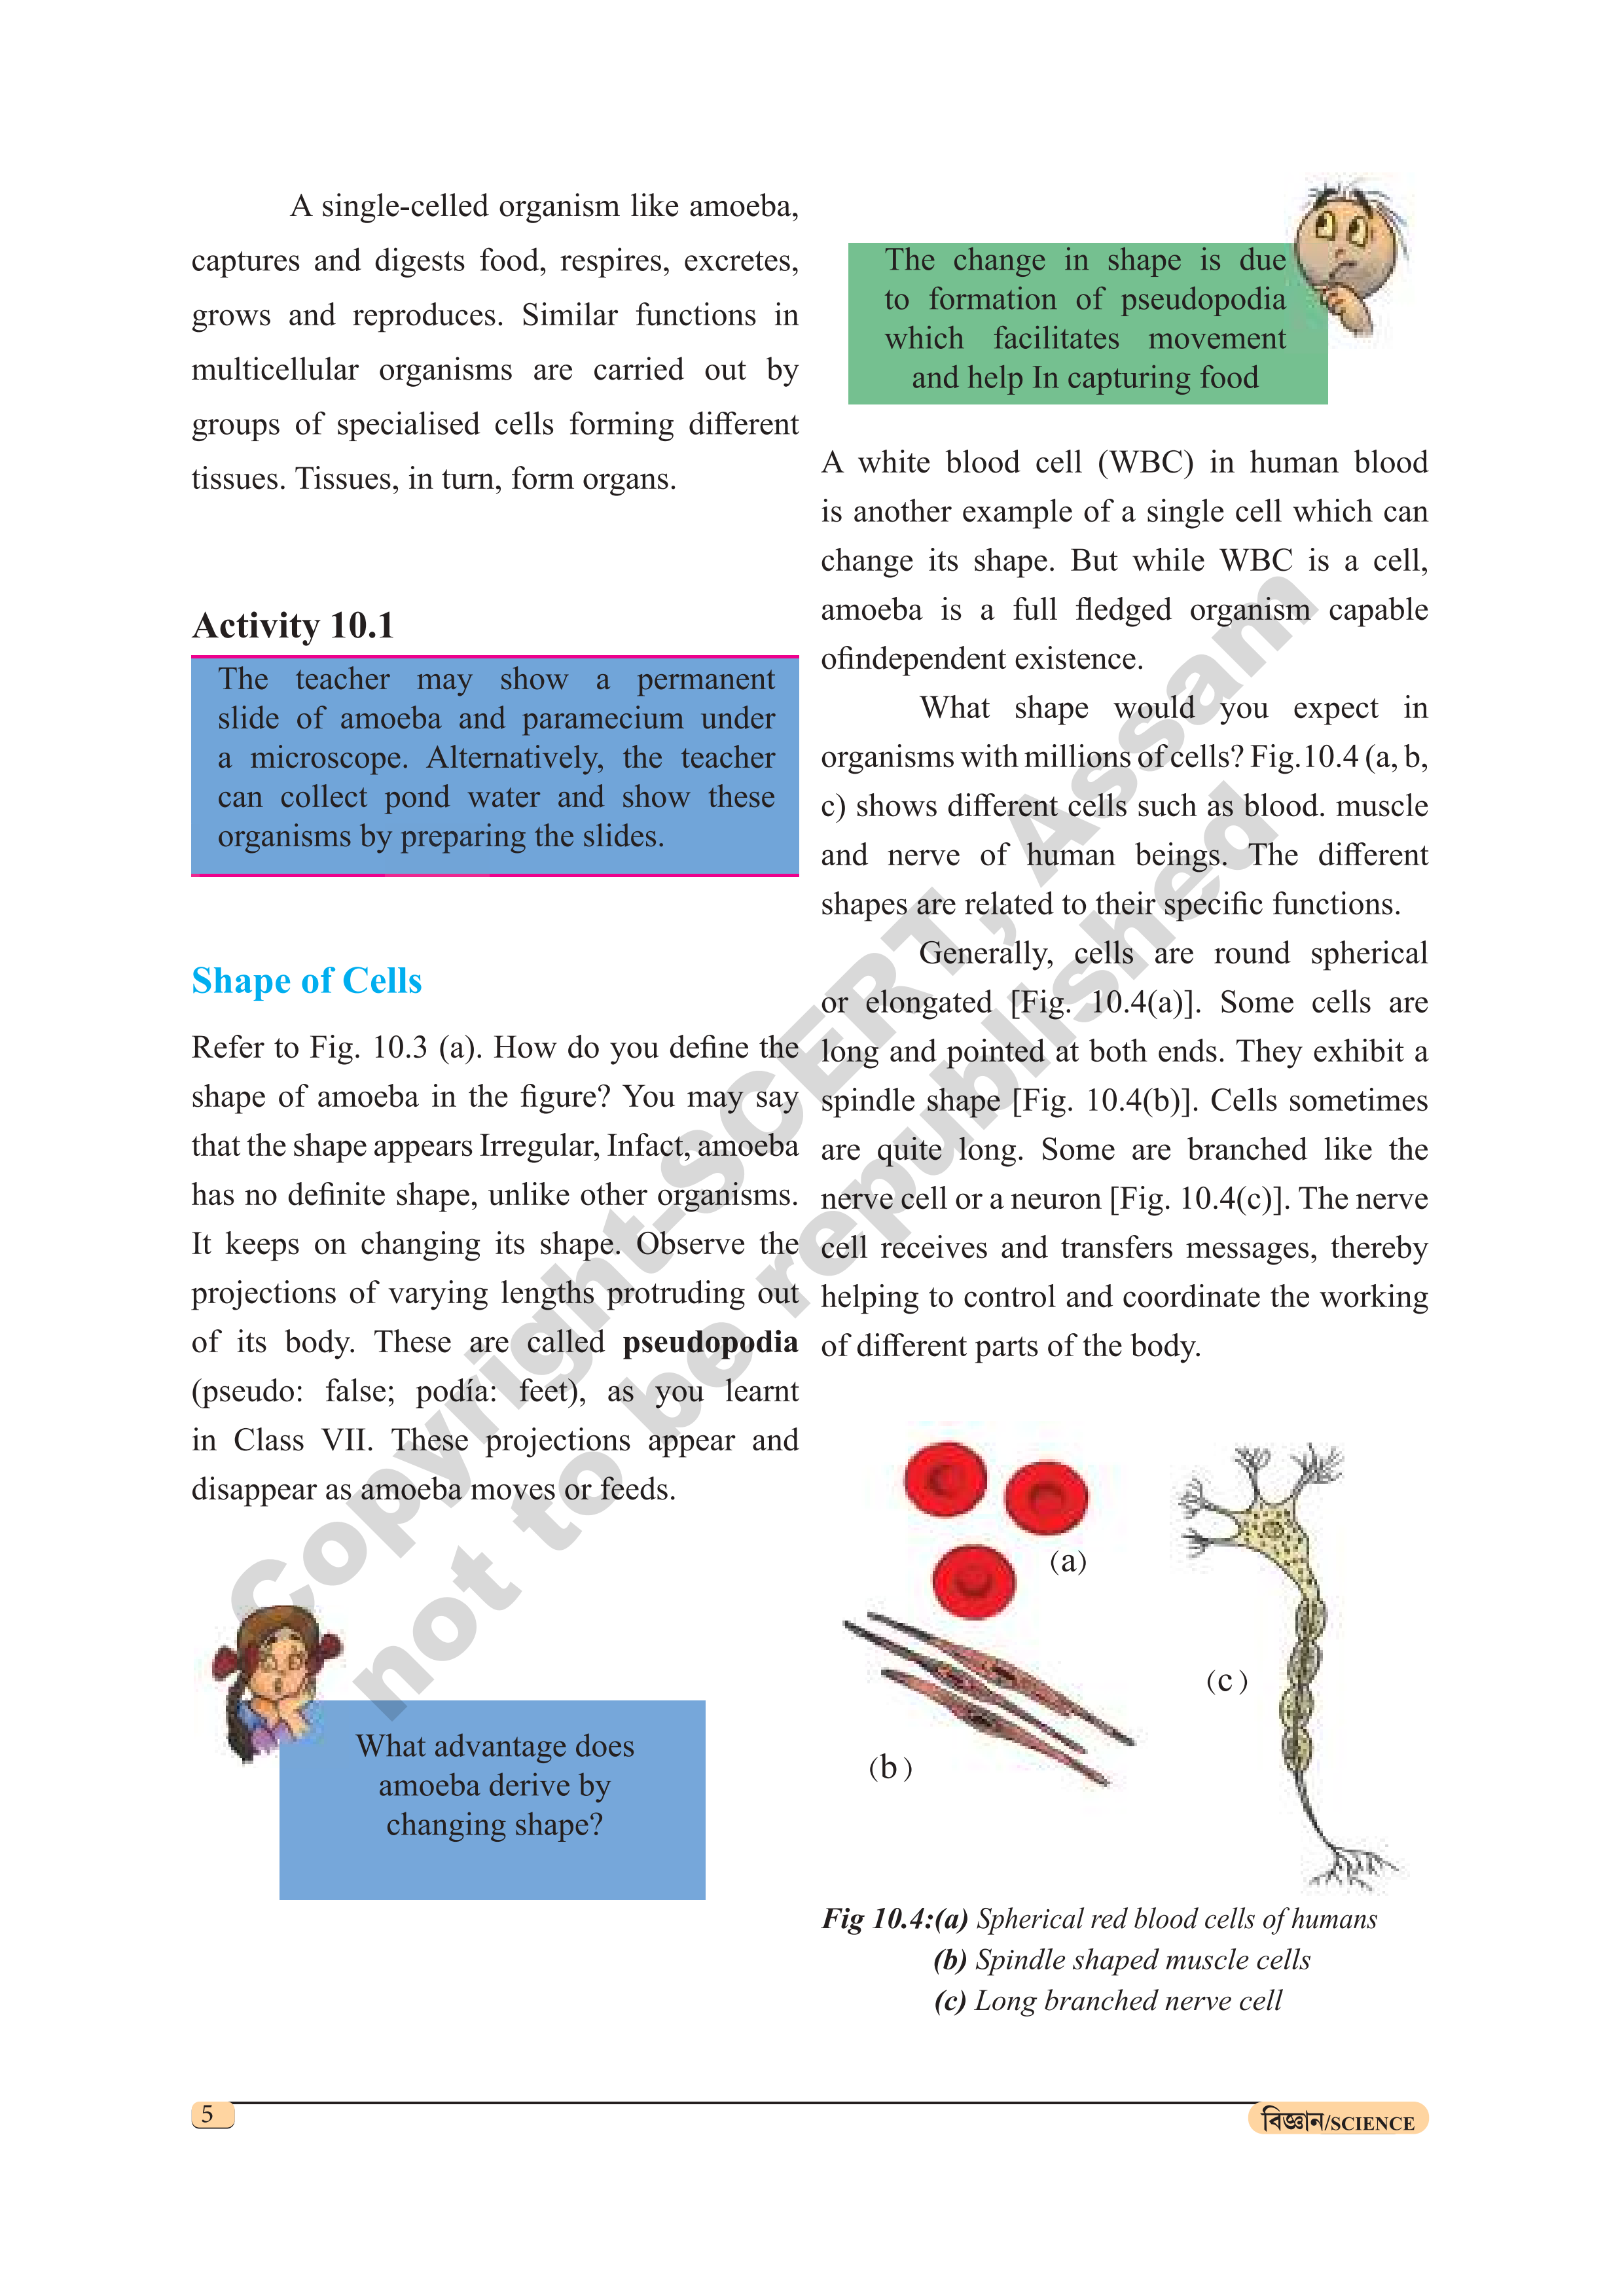 A single-celled organism like amoeba,
captures and digests food, respires, excretes,
grows and reproduces. Similar functions in
multicellular organisms are carried out by
groups of specialised cells forming different
tissues. Tissues, in turn, form organs.
Activity 10.1
The teacher may show a permanent
slide of amoeba and paramecium under
a microscope. Alternatively, the teacher
can collect pond water and show these
organisms by preparing the slides.
Shape of Cells
Refer to Fig. 10.3 (a). How do you define the
shape of amoeba in the figure? You may say
that the shape appears Irregular, Infact, amoeba
has no definite shape, unlike other organisms.
It keeps on changing its shape. Observe the
projections of varying lengths protruding out
of its body. These are called pseudopodia
(pseudo: false; podía: feet), as you learnt
in Class VII. These projections appear and
disappear as amoeba moves or feeds.
What advantage does
amoeba derive by
changing shape?
The change in shape is due
to formation of pseudopodia
which facilitates movement
and help In capturing food
A white blood cell (WBC) in human blood
is another example of a single cell which can
change its shape. But while WBC is a cell,
amoeba is a full fledged organism capable
ofindependent existence.
What shape would you expect in
organisms with millions of cells? Fig.10.4 (a, b,
c) shows different cells such as blood. muscle
and nerve of human beings. The different
shapes are related to their specific functions.
Generally, cells are round spherical
or elongated [Fig. 10.4(a)]. Some cells are
long and pointed at both ends. They exhibit a
spindle shape [Fig. 10.4(b)]. Cells sometimes
are quite long. Some are branched like the
nerve cell or a neuron [Fig. 10.4(c)]. The nerve
cell receives and transfers messages, thereby
helping to control and coordinate the working
of different parts of the body.
(a)
(b)
(c)
Fig 10.4:(a) Spherical red blood cells of humans
(b) Spindle shaped muscle cells
(c) Long branched nerve cell
5
বিজ্ঞান/SCIENCE
Copyright-SCERT, Assam
not to be republished